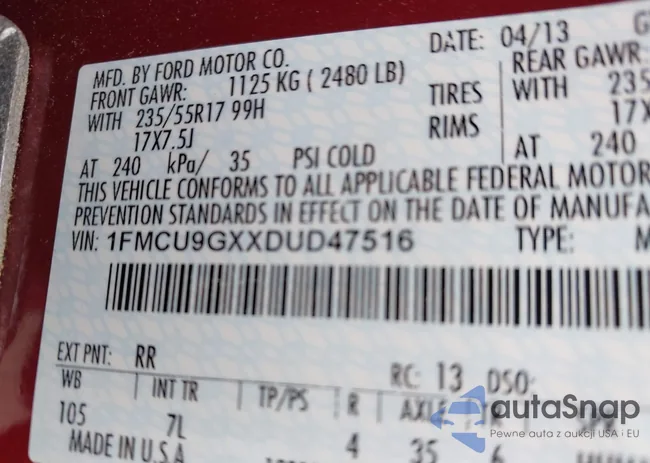 MFD. BY FORD MOTOR CO.
DATE: 04/13
FRONT GAWR: 1125 KG ( 2480 LB)
REAR GAWR:
WITH 235/55R17 99H TIRES WITH 235
17X7.5J RIMS 17X
AT 240 kPa/ 35 PSI COLD AT 240
THIS VEHICLE CONFORMS TO ALL APPLICABLE FEDERAL MOTOR
PREVENTION STANDARDS IN EFFECT ON THE DATE OF MANUFA
VIN: 1FMCU9GXXDUD47516 TYPE: M
EXT PNT: RR RC: 13 DSO:
WB INT TR TP/PS R AXLE
105 7L 4 35 6
MADE IN U.S.A
autaSnap
Pewne auta z aukcji USA i EU